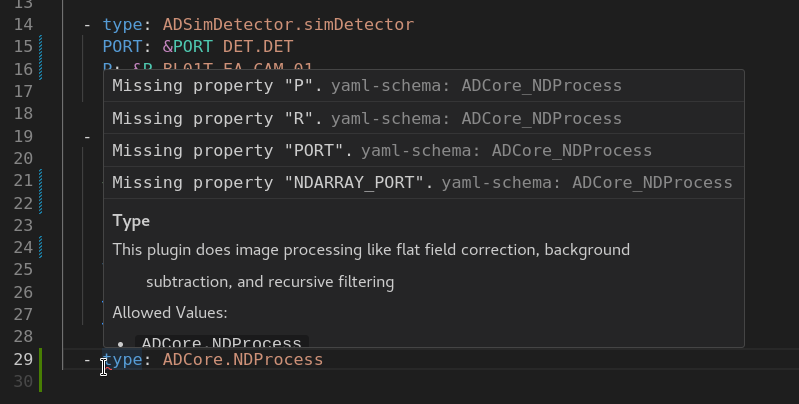 13
14 - type: ADSimDetector.simDetector
15 PORT: &PORT DET.DET
16 P: &P BL01T-EA-CAM-01
Missing property "P". yaml-schema: ADCore_NDProcess
17
18 Missing property "R". yaml-schema: ADCore_NDProcess
19 -
20 Missing property "PORT". yaml-schema: ADCore_NDProcess
21 Missing property "NDARRAY_PORT". yaml-schema: ADCore_NDProcess
22
23 Type
24 This plugin does image processing like flat field correction, background
25 subtraction, and recursive filtering
26
27 Allowed Values:
28 • ADCore.NDProcess
29 - type: ADCore.NDProcess
30